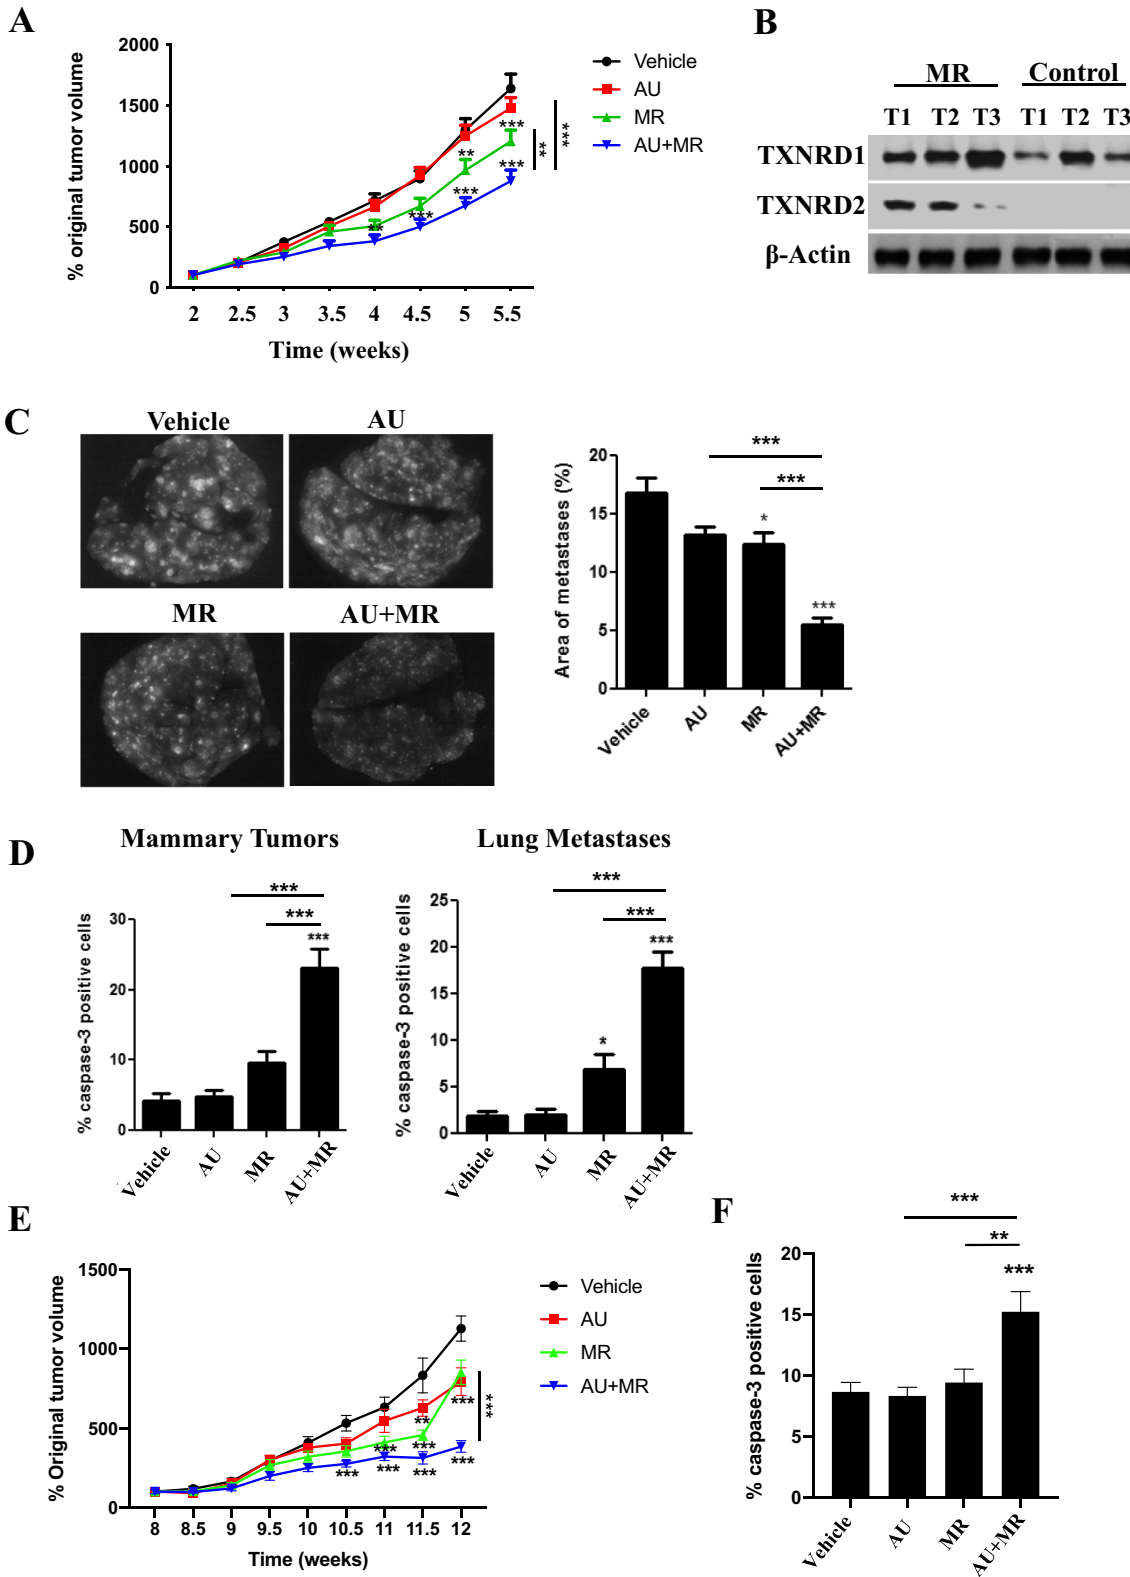 A
% original tumor volume
2000
1500
1000
500
0
2 2.5 3 3.5 4 4.5 5 5.5
Time (weeks)
Vehicle
AU
MR
AU+MR
**
***
**
***
***
***
**
***
**
***
B
MR Control
T1 T2 T3 T1 T2 T3
TXNRD1
TXNRD2
β-Actin
C
Vehicle AU
MR AU+MR
Area of metastases (%)
20
15
10
5
0
***
***
*
***
Vehicle AU MR AU+MR
D
Mammary Tumors
% caspase-3 positive cells
30
20
10
0
***
***
***
Vehicle AU MR AU+MR
Lung Metastases
% caspase-3 positive cells
25
20
15
10
5
0
***
***
***
*
Vehicle AU MR AU+MR
E
% Original tumor volume
1500
1000
500
0
8 8.5 9 9.5 10 10.5 11 11.5 12
Time (weeks)
Vehicle
AU
MR
AU+MR
***
***
***
**
***
***
***
***
***
F
% caspase-3 positive cells
20
15
10
5
0
***
**
***
Vehicle AU MR AU+MR